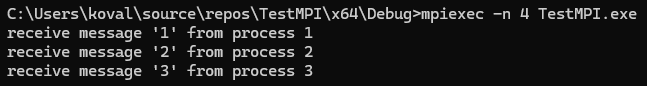 C:\Users\koval\source\repos\TestMPI\x64\Debug>mpiexec -n 4 TestMPI.exe
receive message '1' from process 1
receive message '2' from process 2
receive message '3' from process 3